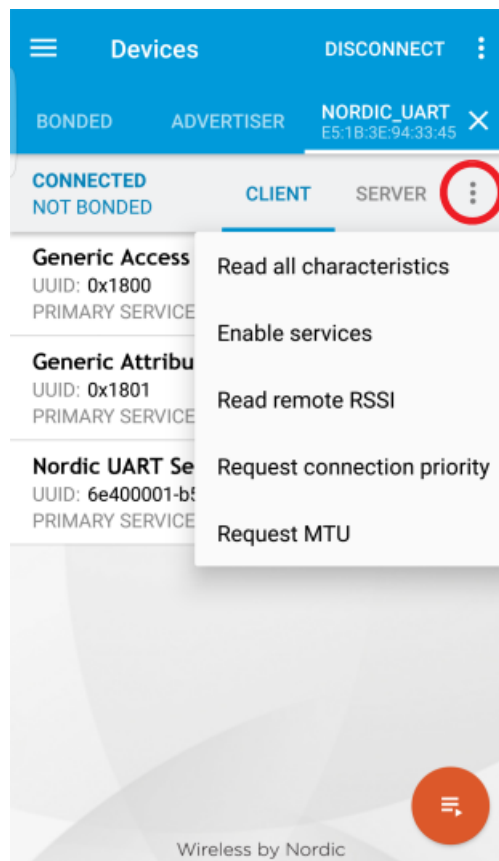 Devices
DISCONNECT
BONDED
ADVERTISER
NORDIC_UART
E5:1B:3E:94:33:45
CONNECTED
NOT BONDED
CLIENT
SERVER
Generic Access
UUID: 0x1800
PRIMARY SERVICE
Generic Attribu
UUID: 0x1801
PRIMARY SERVICE
Nordic UART Se
UUID: 6e400001-b5
PRIMARY SERVICE
Read all characteristics
Enable services
Read remote RSSI
Request connection priority
Request MTU
Wireless by Nordic